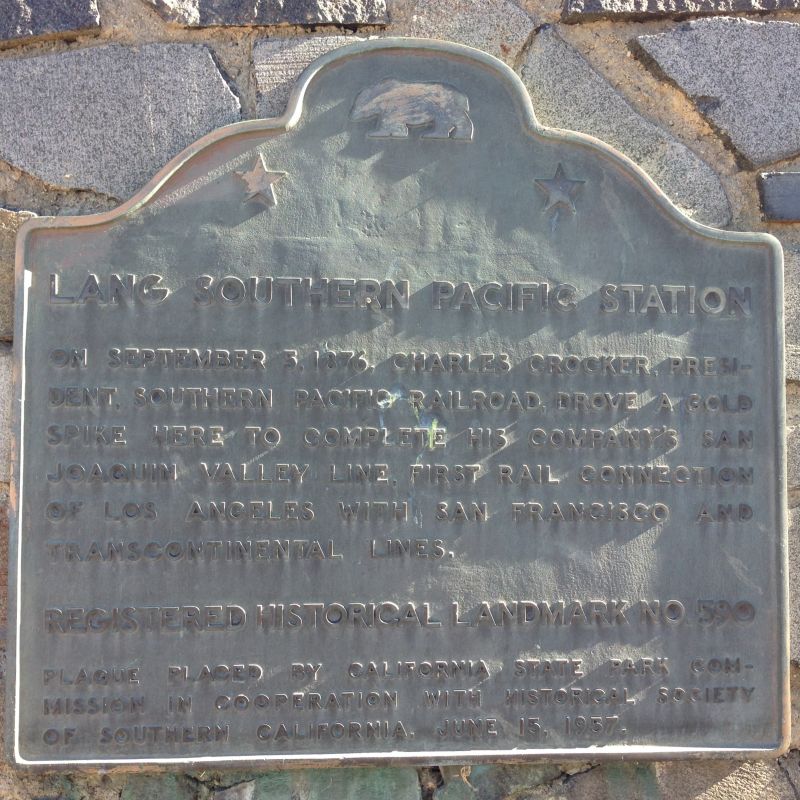 LANG SOUTHERN PACIFIC STATION
ON SEPTEMBER 5, 1876, CHARLES CROCKER, PRESI-
DENT, SOUTHERN PACIFIC RAILROAD, DROVE A GOLD
SPIKE HERE TO COMPLETE HIS COMPANY'S SAN
JOAQUIN VALLEY LINE, FIRST RAIL CONNECTION
OF LOS ANGELES WITH SAN FRANCISCO AND
TRANSCONTINENTAL LINES.
REGISTERED HISTORICAL LANDMARK NO. 590
PLAQUE PLACED BY CALIFORNIA STATE PARK COM-
MISSION IN COOPERATION WITH HISTORICAL SOCIETY
OF SOUTHERN CALIFORNIA, JUNE 15, 1957.